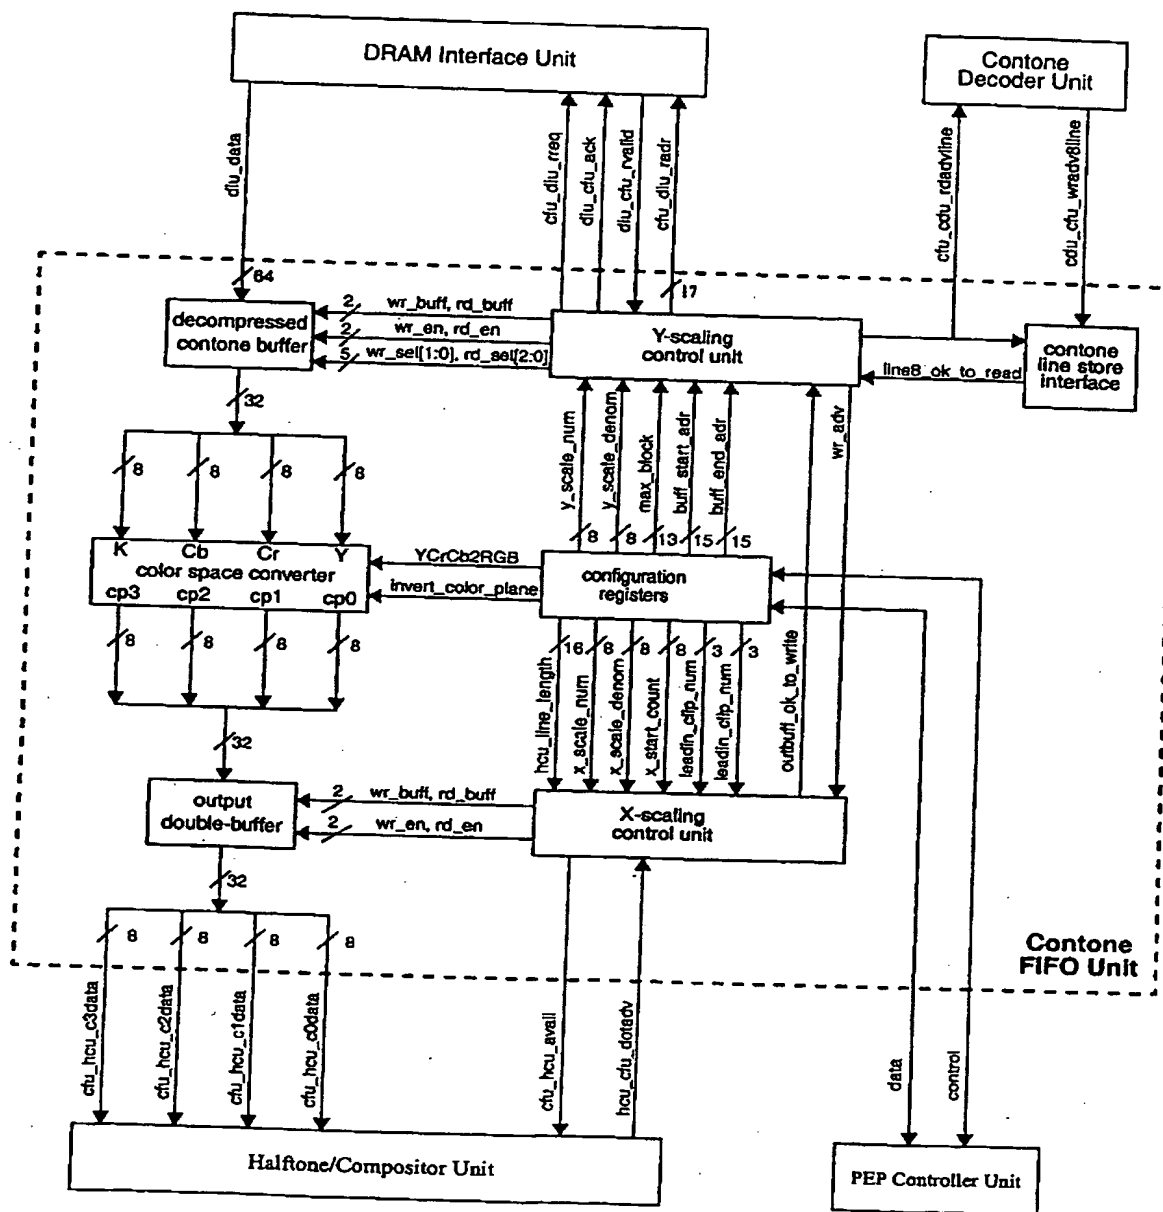 DRAM Interface Unit
Contone
Decoder Unit
diu_data
cfu_diu_rreq
diu_cfu_ack
diu_cfu_rvalid
cfu_diu_radr
cfu_cdu_rdadvline
cdu_cfu_wradv8line
64
17
decompressed
contone buffer
2
wr_buff, rd_buff
2
wr_en, rd_en
5
wr_sel[1:0], rd_sel[2:0]
Y-scaling
control unit
line8_ok_to_read
contone
line store
interface
32
8
8
8
8
y_scale_num
y_scale_denom
max_block
buff_start_adr
buff_end_adr
wr_adv
8
8
13
15
15
K
Cb
Cr
Y
color space converter
cp3
cp2
cp1
cp0
YCrCb2RGB
invert_color_plane
configuration
registers
8
8
8
8
16
8
8
8
3
3
hcu_line_length
x_scale_num
x_scale_denom
x_start_count
leadin_clip_num
leadin_clip_num
outbuff_ok_to_write
32
output
double-buffer
2
wr_buff, rd_buff
2
wr_en, rd_en
X-scaling
control unit
32
8
8
8
8
Contone
FIFO Unit
cfu_hcu_c3data
cfu_hcu_c2data
cfu_hcu_c1data
cfu_hcu_c0data
cfu_hcu_avail
hcu_cfu_dotadv
data
control
Halftone/Compositor Unit
PEP Controller Unit